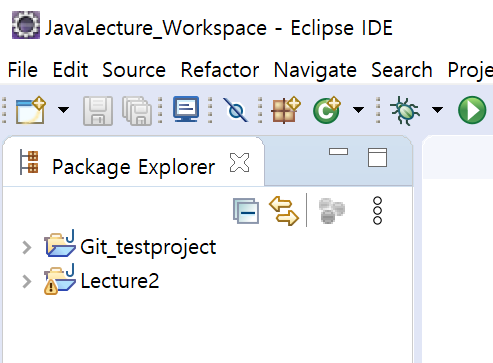 JavaLecture_Workspace - Eclipse IDE
File Edit Source Refactor Navigate Search Proje
Package Explorer
Git_testproject
Lecture2